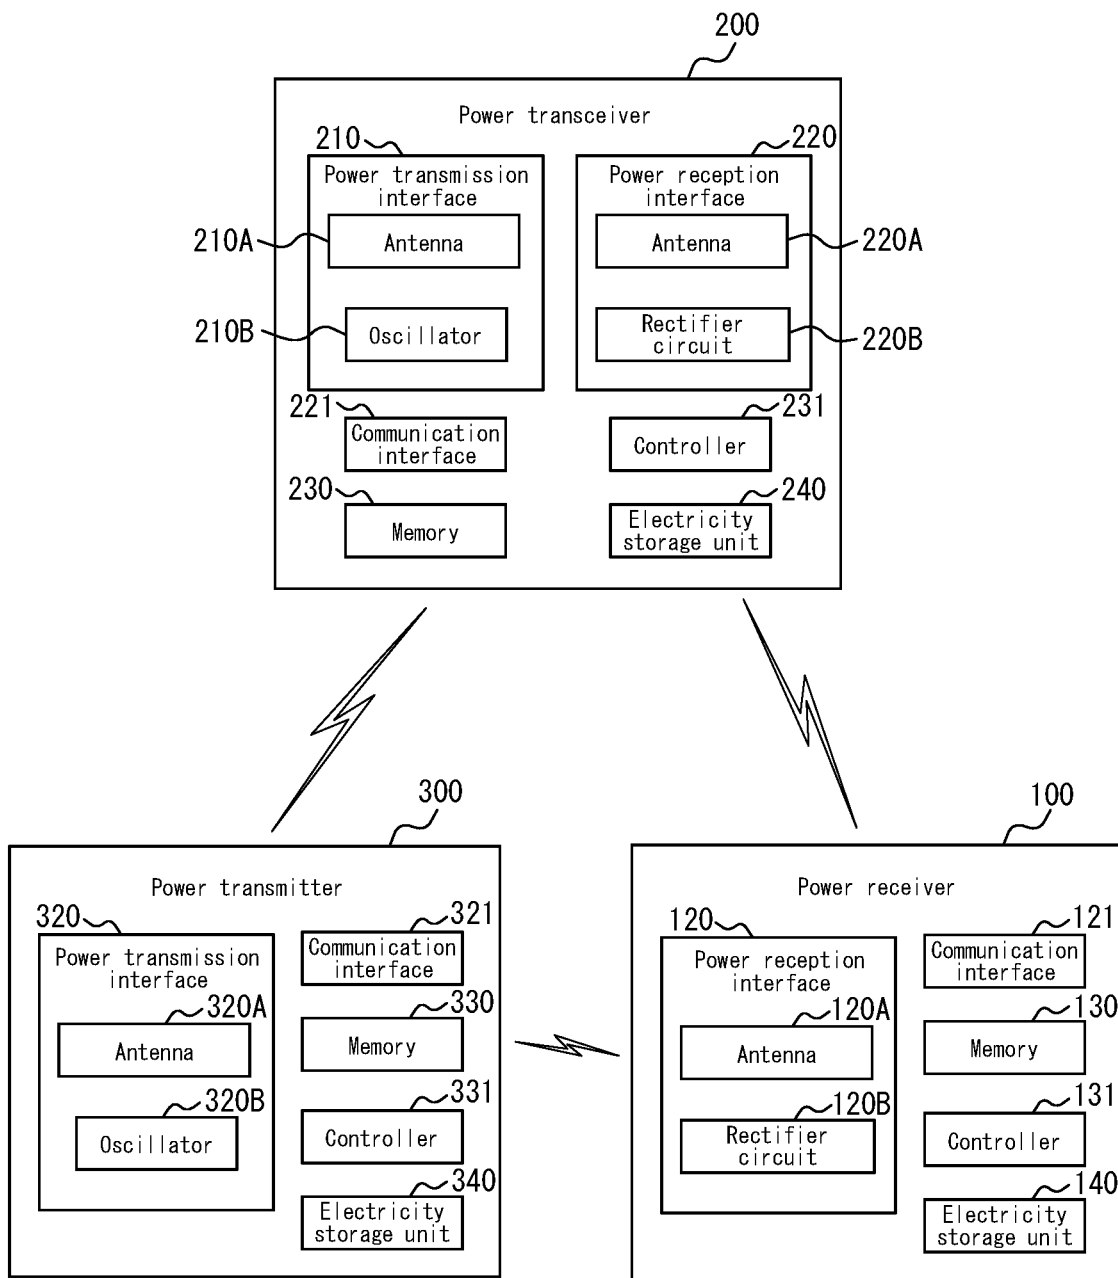 200
Power transceiver
210
220
Power transmission
interface
Power reception
interface
210A
Antenna
Antenna
220A
210B
Oscillator
Rectifier
circuit
220B
221
231
Communication
interface
Controller
230
240
Memory
Electricity
storage unit
300
Power transmitter
320
321
Power transmission
interface
Communication
interface
320A
330
Antenna
Memory
320B
331
Oscillator
Controller
340
Electricity
storage unit
100
Power receiver
120
121
Power reception
interface
Communication
interface
120A
130
Antenna
Memory
120B
131
Rectifier
circuit
Controller
140
Electricity
storage unit